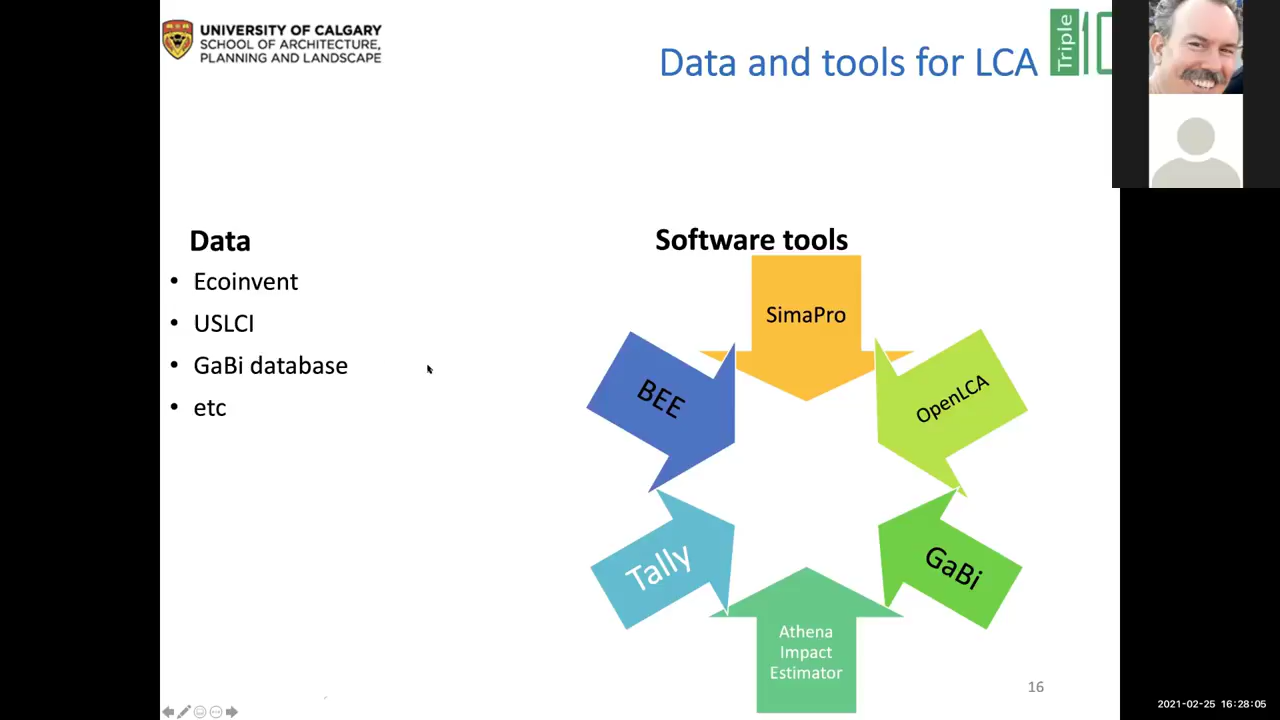 UNIVERSITY OF CALGARY
SCHOOL OF ARCHITECTURE,
PLANNING AND LANDSCAPE
Data and tools for LCA
Triple
10
Data
• Ecoinvent
• USLCI
• GaBi database
• etc
Software tools
SimaPro
BEE
OpenLCA
Tally
GaBi
Athena
Impact
Estimator
16
2021-02-25 16:28:05